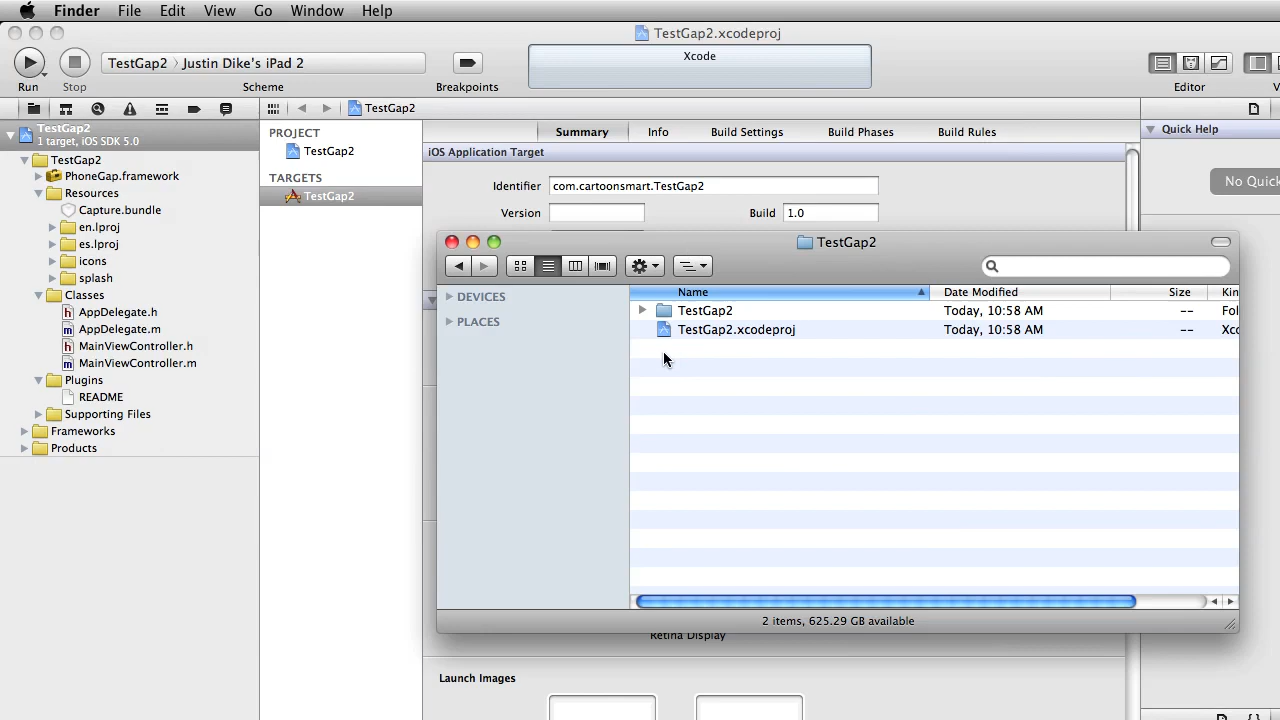 Finder File Edit View Go Window Help
TestGap2.xcodeproj
TestGap2 Justin Dike's iPad 2
Xcode
Run Stop Scheme Breakpoints Editor
TestGap2
1 target, iOS SDK 5.0
TestGap2
PhoneGap.framework
Resources
Capture.bundle
en.lproj
es.lproj
icons
splash
Classes
AppDelegate.h
AppDelegate.m
MainViewController.h
MainViewController.m
Plugins
README
Supporting Files
Frameworks
Products
TestGap2
PROJECT
TestGap2
TARGETS
TestGap2
Summary Info Build Settings Build Phases Build Rules
iOS Application Target
Identifier com.cartoonsmart.TestGap2
Version Build 1.0
Quick Help
No Quick
TestGap2
DEVICES
PLACES
Name Date Modified Size Kin
TestGap2 Today, 10:58 AM -- Fol
TestGap2.xcodeproj Today, 10:58 AM -- Xco
2 items, 625.29 GB available
Retina Display
Launch Images